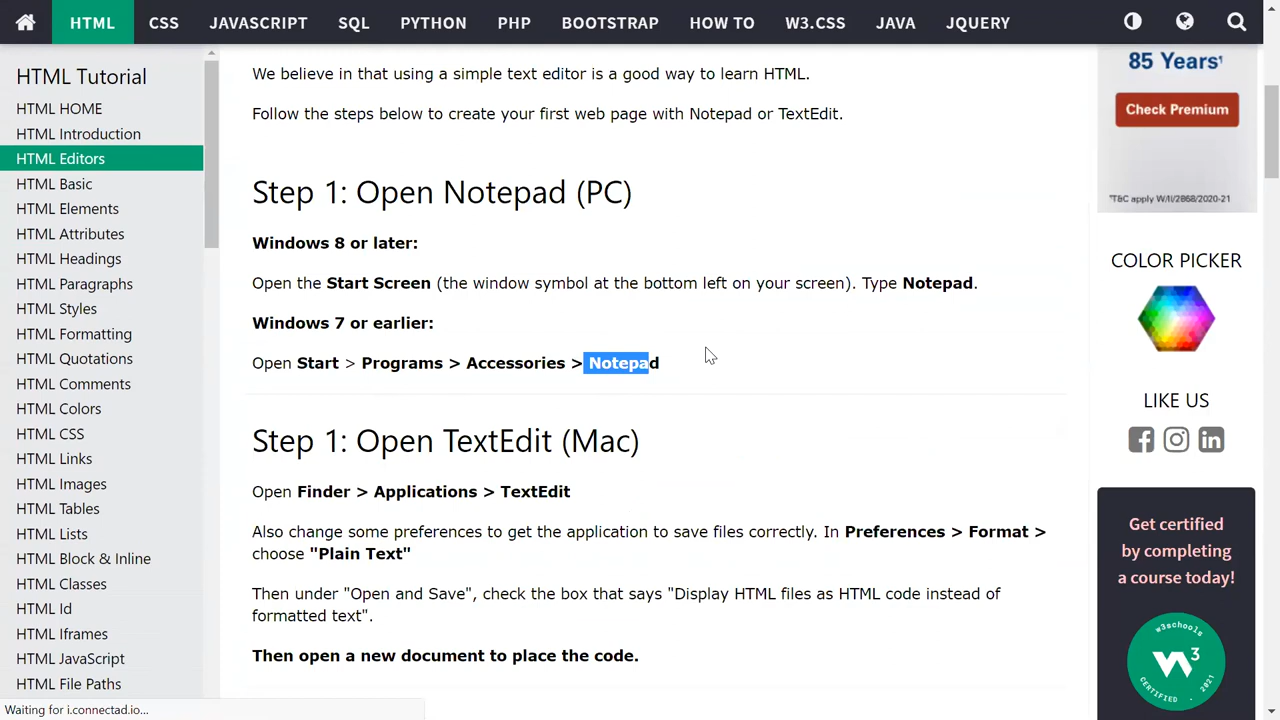 HTML CSS JAVASCRIPT SQL PYTHON PHP BOOTSTRAP HOW TO W3.CSS JAVA JQUERY
HTML Tutorial
HTML HOME
HTML Introduction
HTML Editors
HTML Basic
HTML Elements
HTML Attributes
HTML Headings
HTML Paragraphs
HTML Styles
HTML Formatting
HTML Quotations
HTML Comments
HTML Colors
HTML CSS
HTML Links
HTML Images
HTML Tables
HTML Lists
HTML Block & Inline
HTML Classes
HTML Id
HTML Iframes
HTML JavaScript
HTML File Paths
Waiting for i.connectad.io...
We believe in that using a simple text editor is a good way to learn HTML.
Follow the steps below to create your first web page with Notepad or TextEdit.
Step 1: Open Notepad (PC)
Windows 8 or later:
Open the Start Screen (the window symbol at the bottom left on your screen). Type Notepad.
Windows 7 or earlier:
Open Start > Programs > Accessories > Notepad
Step 1: Open TextEdit (Mac)
Open Finder > Applications > TextEdit
Also change some preferences to get the application to save files correctly. In Preferences > Format >
choose "Plain Text"
Then under "Open and Save", check the box that says "Display HTML files as HTML code instead of
formatted text".
Then open a new document to place the code.
85 Years¹
Check Premium
*T&C apply W/I/2868/2020-21
COLOR PICKER
LIKE US
Get certified
by completing
a course today!
w3schools
W3
CERTIFIED . 2021